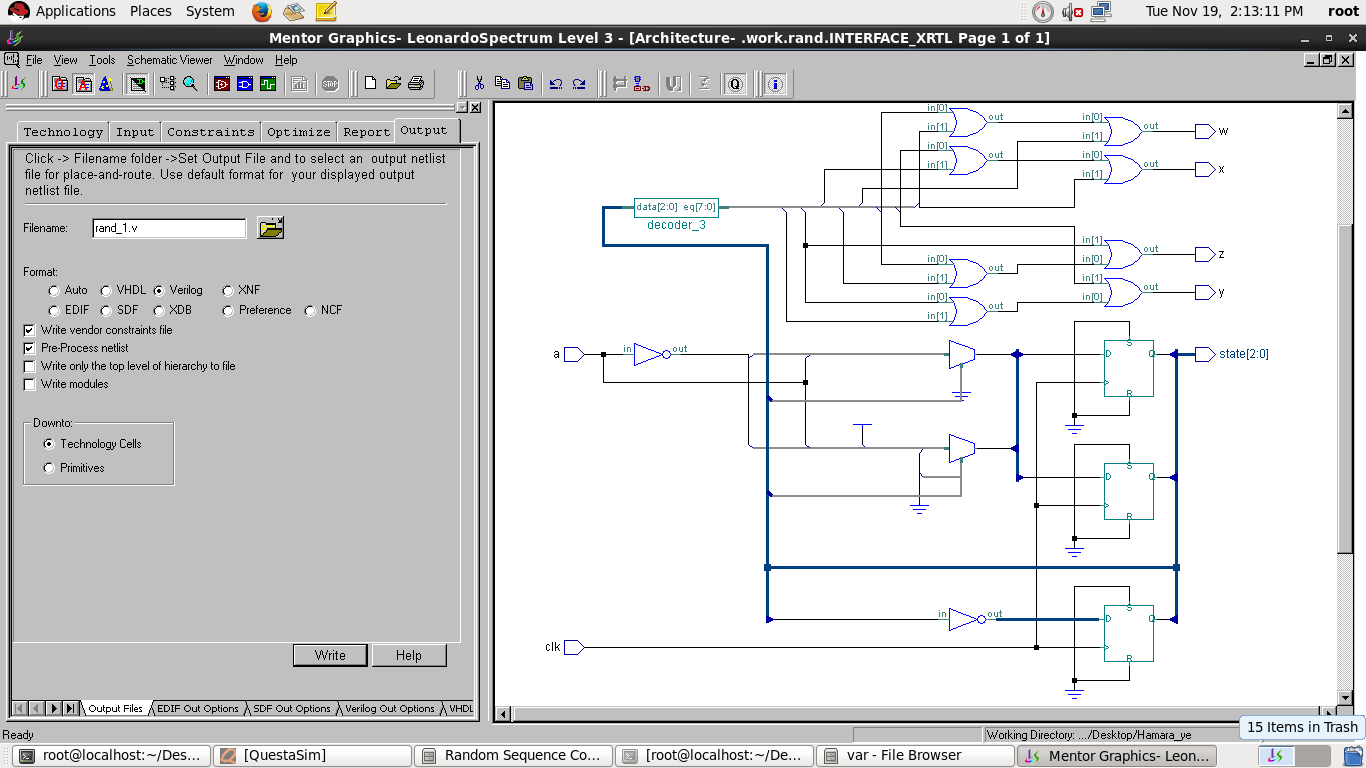 Applications Places System Tue Nov 19, 2:13:11 PM root
Mentor Graphics- LeonardoSpectrum Level 3 - [Architecture- .work.rand.INTERFACE_XRTL Page 1 of 1]
File View Tools Schematic Viewer Window Help
STOP Q i
Technology Input Constraints Optimize Report Output
Click -> Filename folder ->Set Output File and to select an output netlist
file for place-and-route. Use default format for your displayed output
netlist file.
Filename: rand_1.v
Format:
Auto VHDL Verilog XNF
EDIF SDF XDB Preference NCF
Write vendor constraints file
Pre-Process netlist
Write only the top level of hierarchy to file
Write modules
Downto:
Technology Cells
Primitives
Write Help
Output Files EDIF Out Options SDF Out Options Verilog Out Options VHDL
in[0] out in[0] out w
in[1] in[1]
in[0] out in[0] out x
in[1] in[1]
data[2:0] eq[7:0]
decoder_3
in[1] out z
in[0] out in[0]
in[1] in[1] out y
in[0] out in[0]
in[1]
a in out S D Q R state[2:0]
S D Q R
in out S D Q R
clk
Ready Working Directory: .../Desktop/Hamara_ye
15 Items in Trash
root@localhost:~/Des... [QuestaSim] Random Sequence Co... [root@localhost:~/De... var - File Browser Mentor Graphics- Leon...